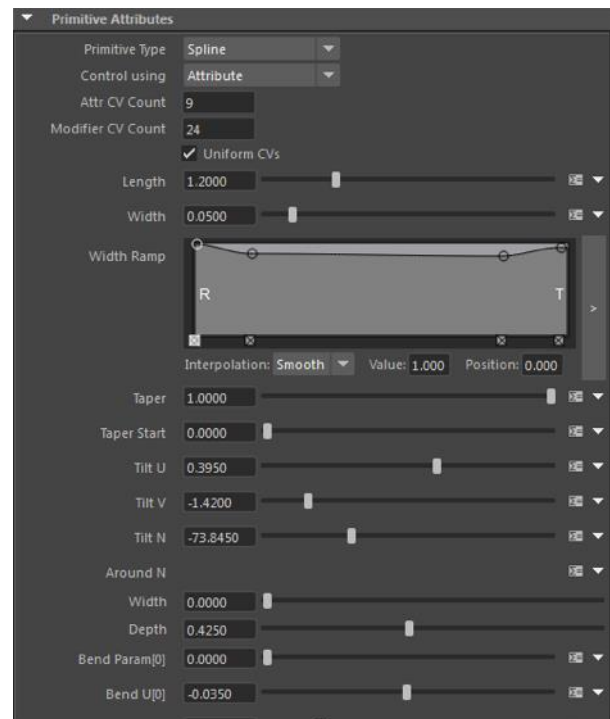 Primitive Attributes
Primitive Type Spline
Control using Attribute
Attr CV Count 9
Modifier CV Count 24
Uniform CVs
Length 1.2000
Width 0.0500
Width Ramp
R T
>
Interpolation: Smooth Value: 1.000 Position: 0.000
Taper 1.0000
Taper Start 0.0000
Tilt U 0.3950
Tilt V -1.4200
Tilt N -73.8450
Around N
Width 0.0000
Depth 0.4250
Bend Param[0] 0.0000
Bend U[0] -0.0350